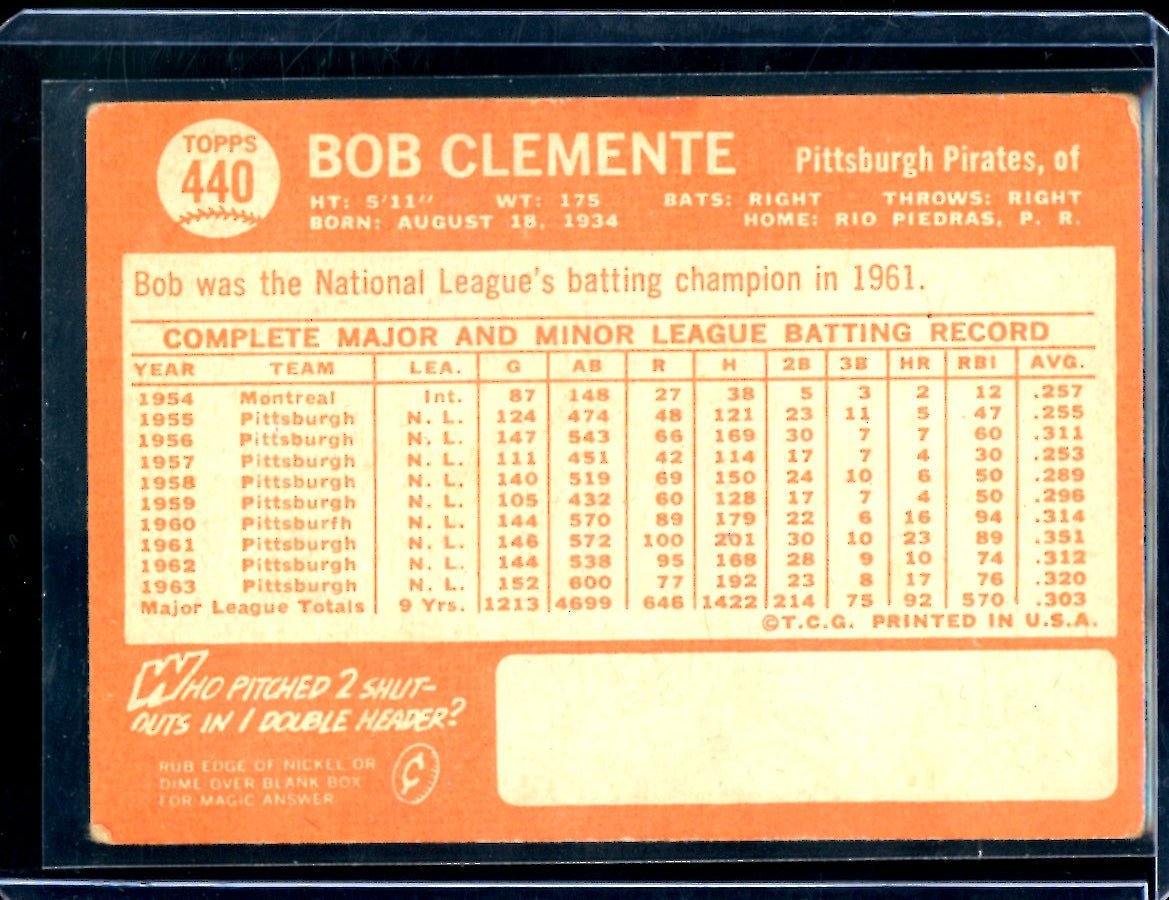 TOPPS
440
BOB CLEMENTE
Pittsburgh Pirates, of
HT: 5'11" WT: 175 BATS: RIGHT THROWS: RIGHT
BORN: AUGUST 18, 1934 HOME: RIO PIEDRAS, P. R.
Bob was the National League's batting champion in 1961.
COMPLETE MAJOR AND MINOR LEAGUE BATTING RECORD
YEAR TEAM LEA. G AB R H 2B 3B HR RBI AVG.
1954 Montreal Int. 87 148 27 38 5 3 2 12 .257
1955 Pittsburgh N. L. 124 474 48 121 23 11 5 47 .255
1956 Pittsburgh N. L. 147 543 66 169 30 7 7 60 .311
1957 Pittsburgh N. L. 111 451 42 114 17 7 4 30 .253
1958 Pittsburgh N. L. 140 519 69 150 24 10 6 50 .289
1959 Pittsburgh N. L. 105 432 60 128 17 7 4 50 .296
1960 Pittsburfh N. L. 144 570 89 179 22 6 16 94 .314
1961 Pittsburgh N. L. 146 572 100 201 30 10 23 89 .351
1962 Pittsburgh N. L. 144 538 95 168 28 9 10 74 .312
1963 Pittsburgh N. L. 152 600 77 192 23 8 17 76 .320
Major League Totals 9 Yrs. 1213 4699 646 1422 214 75 92 570 .303
©T.C.G. PRINTED IN U.S.A.
WHO PITCHED 2 SHUT-
OUTS IN 1 DOUBLE HEADER?
RUB EDGE OF NICKEL OR
DIME OVER BLANK BOX
FOR MAGIC ANSWER